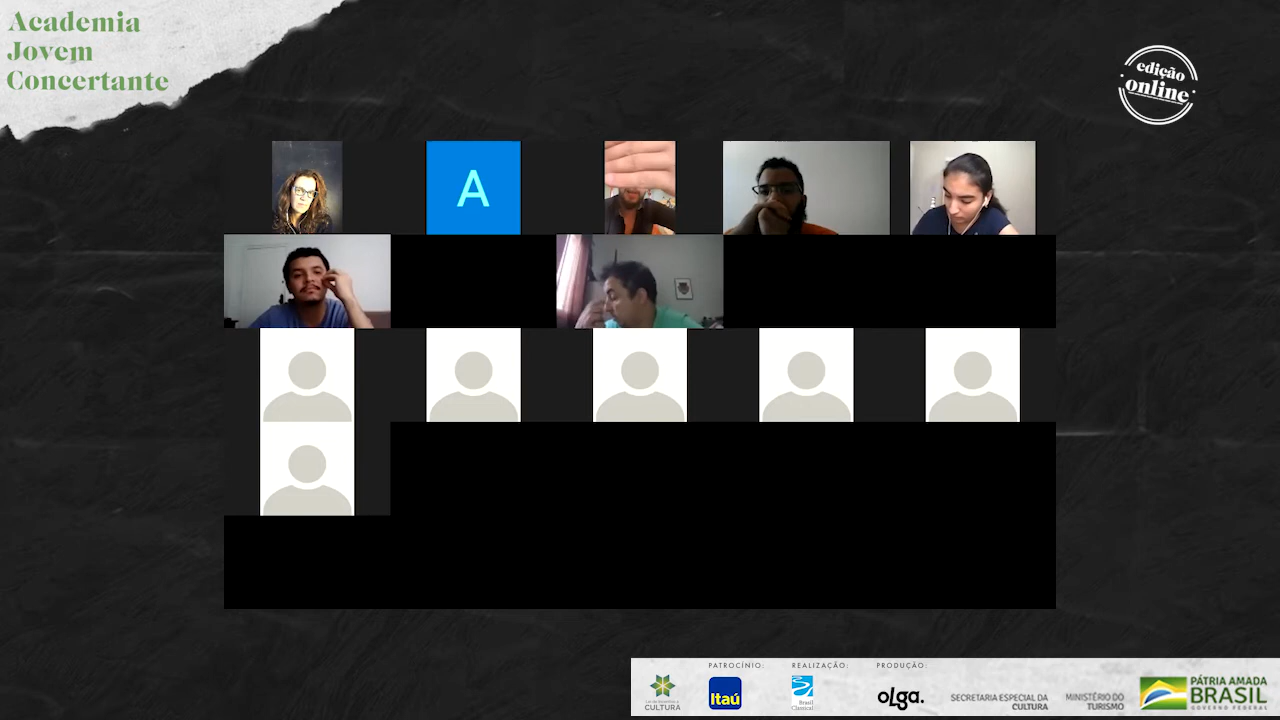 Academia
Jovem
Concertante
edição
online
A
PATROCÍNIO:
REALIZAÇÃO:
PRODUÇÃO:
CULTURA
Itaú
Brasil
Classical
olga.
SECRETARIA ESPECIAL DA
CULTURA
MINISTÉRIO DO
TURISMO
PÁTRIA AMADA
BRASIL
GOVERNO FEDERAL